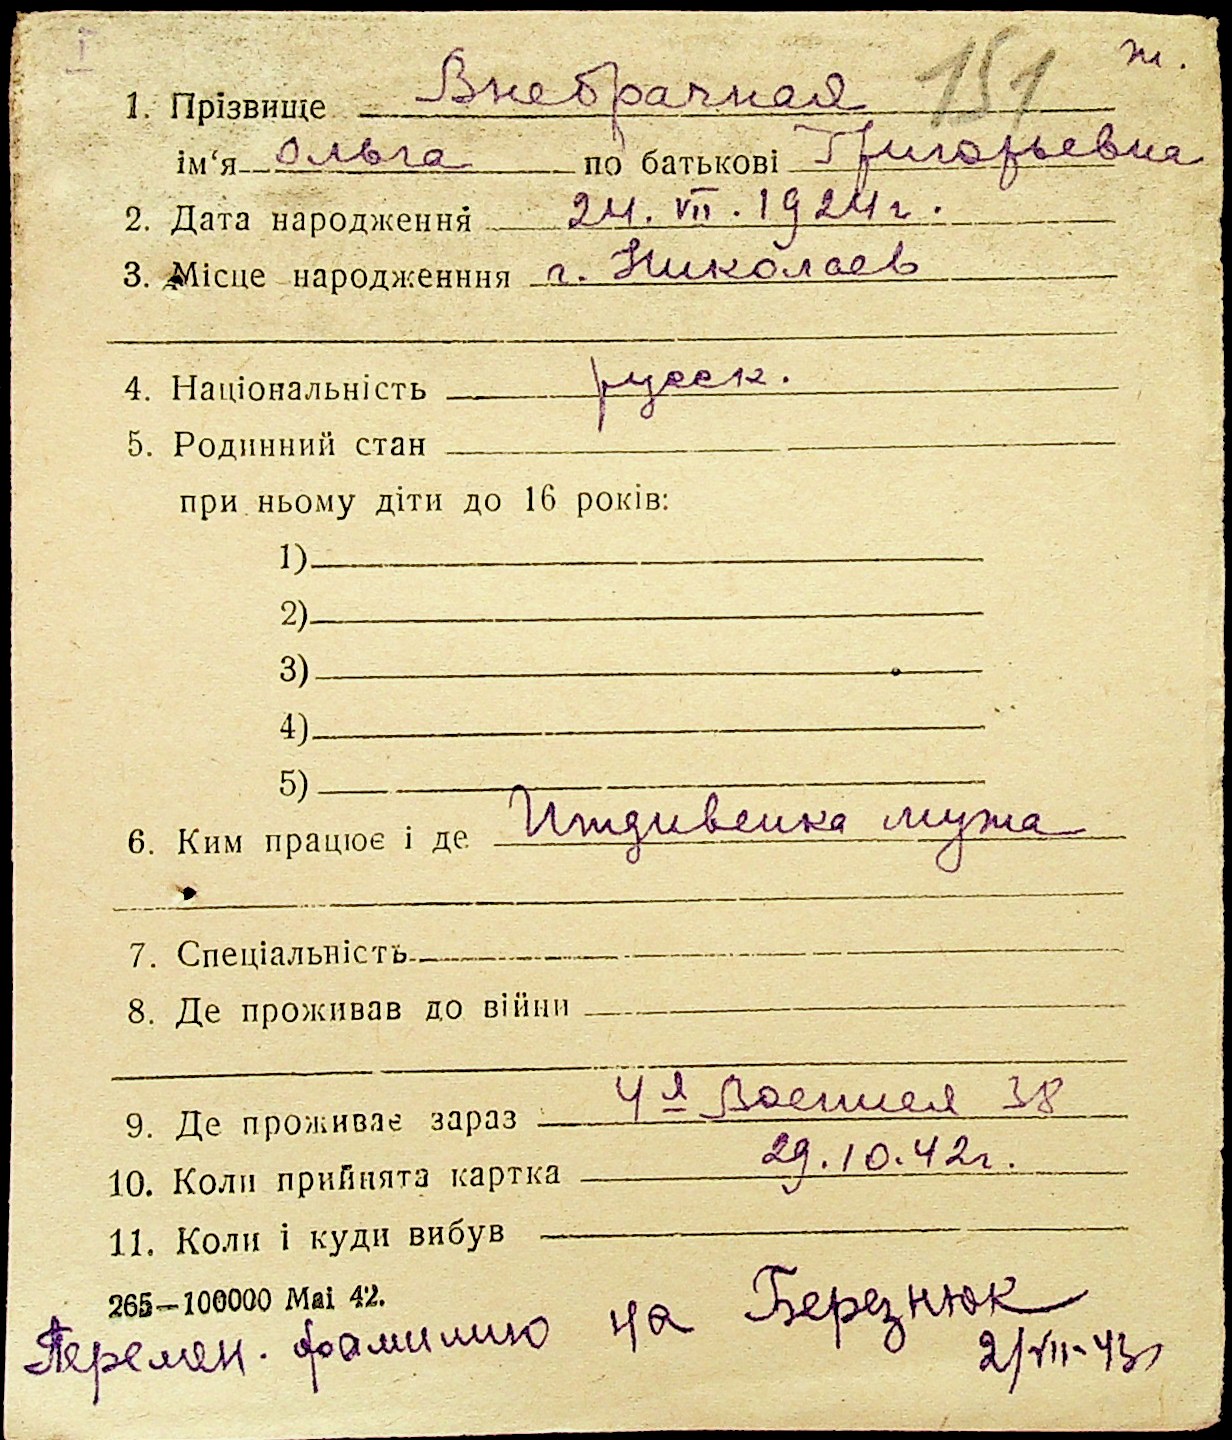 I 151 ж.
1. Прізвище Внебрачная
ім‘я Ольга по батькові Григорьевна
2. Дата народження 24. VII. 1924 г.
3. Місце народженння г. Николаев
4. Національність русск.
5. Родинний стан
при ньому діти до 16 років:
1)
2)
3)
4)
5)
6. Ким працює і де Иждивенка мужа
7. Спеціальність
8. Де проживав до війни
9. Де проживає зараз 4я Военная 38
10. Коли прийнята картка 29.10.42г.
11. Коли і куди вибув
265—100000 Mai 42.
Перемен. фамилию на Березнюк
2/VII-43